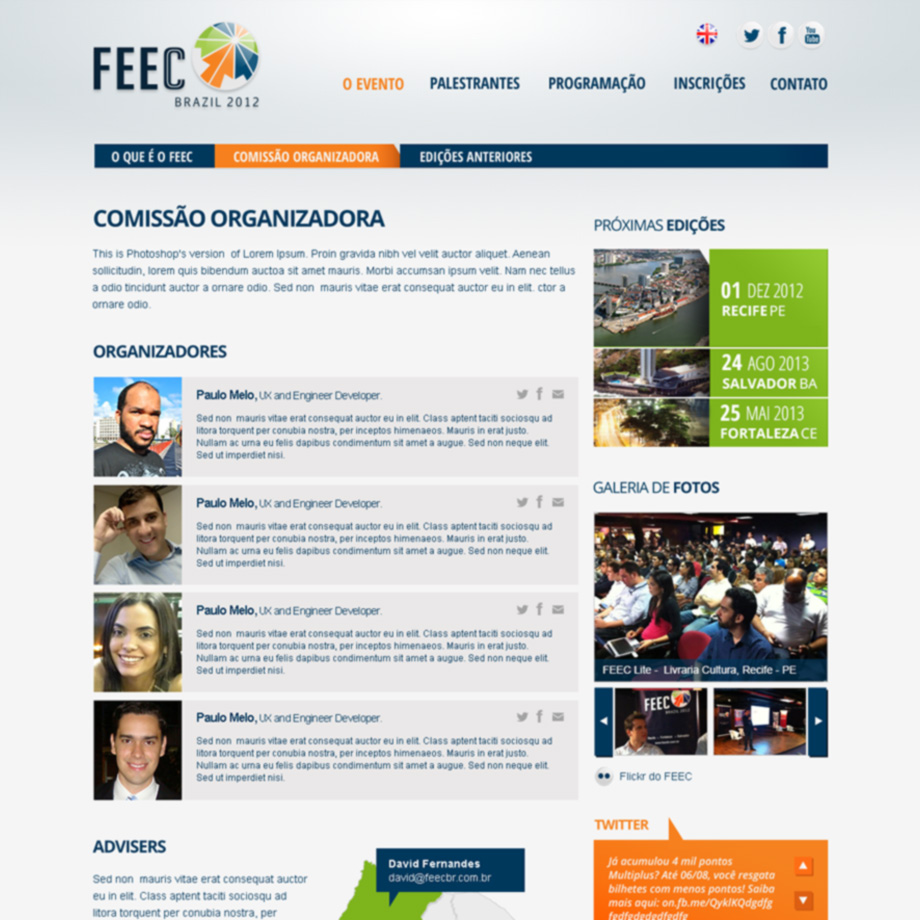 FEEC
BRAZIL 2012
You
Tube
O EVENTO
PALESTRANTES
PROGRAMAÇÃO
INSCRIÇÕES
CONTATO
O QUE É O FEEC
COMISSÃO ORGANIZADORA
EDIÇÕES ANTERIORES
COMISSÃO ORGANIZADORA
This is Photoshop's version of Lorem Ipsum. Proin gravida nibh vel velit auctor aliquet. Aenean
sollicitudin, lorem quis bibendum auctoa sit amet mauris. Morbi accumsan ipsum velit. Nam nec tellus
a odio tincidunt auctor a ornare odio. Sed non mauris vitae erat consequat auctor eu in elit. ctor a
ornare odio.
ORGANIZADORES
Paulo Melo, UX and Engineer Developer.
Sed non mauris vitae erat consequat auctor eu in elit. Class aptent taciti sociosqu ad
litora torquent per conubia nostra, per inceptos himenaeos. Mauris in erat justo.
Nullam ac urna eu felis dapibus condimentum sit amet a augue. Sed non neque elit.
Sed ut imperdiet nisi.
Paulo Melo, UX and Engineer Developer.
Sed non mauris vitae erat consequat auctor eu in elit. Class aptent taciti sociosqu ad
litora torquent per conubia nostra, per inceptos himenaeos. Mauris in erat justo.
Nullam ac urna eu felis dapibus condimentum sit amet a augue. Sed non neque elit.
Sed ut imperdiet nisi.
Paulo Melo, UX and Engineer Developer.
Sed non mauris vitae erat consequat auctor eu in elit. Class aptent taciti sociosqu ad
litora torquent per conubia nostra, per inceptos himenaeos. Mauris in erat justo.
Nullam ac urna eu felis dapibus condimentum sit amet a augue. Sed non neque elit.
Sed ut imperdiet nisi.
Paulo Melo, UX and Engineer Developer.
Sed non mauris vitae erat consequat auctor eu in elit. Class aptent taciti sociosqu ad
litora torquent per conubia nostra, per inceptos himenaeos. Mauris in erat justo.
Nullam ac urna eu felis dapibus condimentum sit amet a augue. Sed non neque elit.
Sed ut imperdiet nisi.
ADVISERS
Sed non mauris vitae erat consequat auctor
eu in elit. Class aptent taciti sociosqu ad
litora torquent per conubia nostra, per
David Fernandes
david@feecbr.com.br
PRÓXIMAS EDIÇÕES
01 DEZ 2012
RECIFE PE
24 AGO 2013
SALVADOR BA
25 MAI 2013
FORTALEZA CE
GALERIA DE FOTOS
FEEC Lite - Livraria Cultura, Recife - PE
FEEC
BRAZIL 2012
Flickr do FEEC
TWITTER
Já acumulou 4 mil pontos
Multiplus? Até 06/08, você resgata
bilhetes com menos pontos! Saiba
mais aqui: on.fb.me/QyklKQdgdfg
fedfedededfedfe